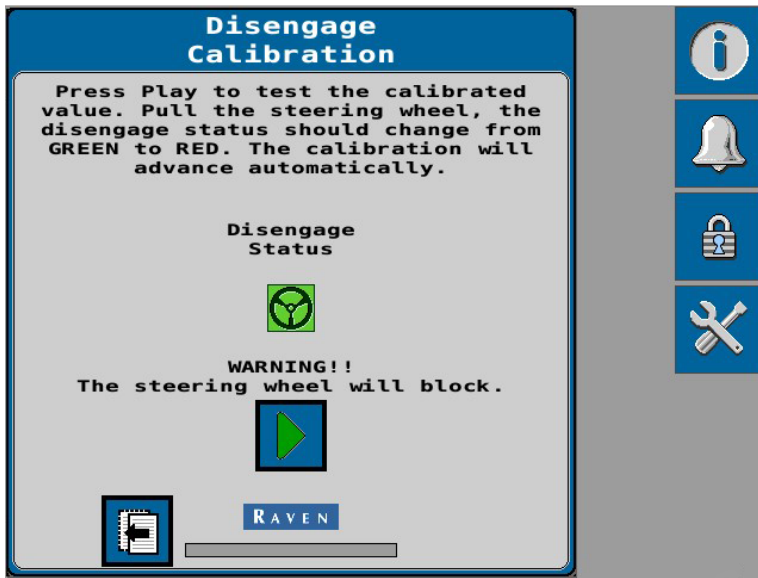 Disengage
Calibration
Press Play to test the calibrated
value. Pull the steering wheel, the
disengage status should change from
GREEN to RED. The calibration will
advance automatically.
Disengage
Status
WARNING!!
The steering wheel will block.
RAVEN